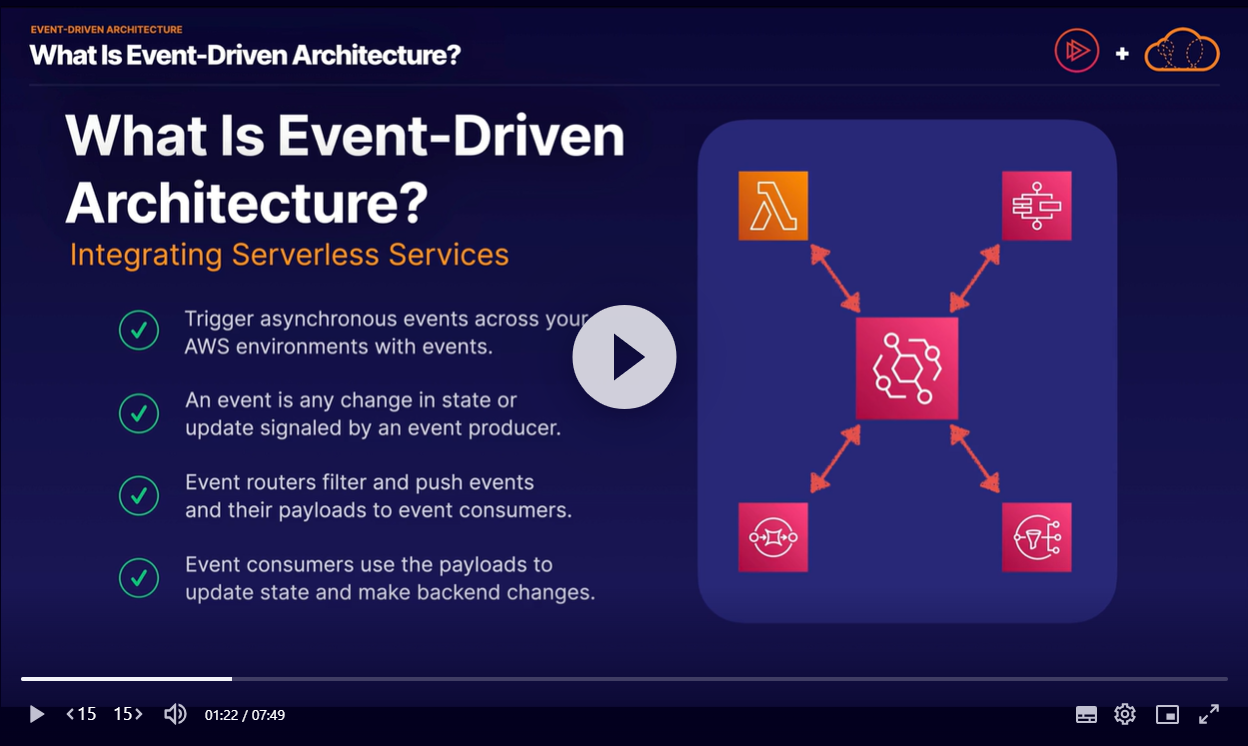 EVENT-DRIVEN ARCHITECTURE
What Is Event-Driven Architecture?
+
What Is Event-Driven
Architecture?
Integrating Serverless Services
Trigger asynchronous events across your
AWS environments with events.
An event is any change in state or
update signaled by an event producer.
Event routers filter and push events
and their payloads to event consumers.
Event consumers use the payloads to
update state and make backend changes.
<15 15> 01:22 / 07:49